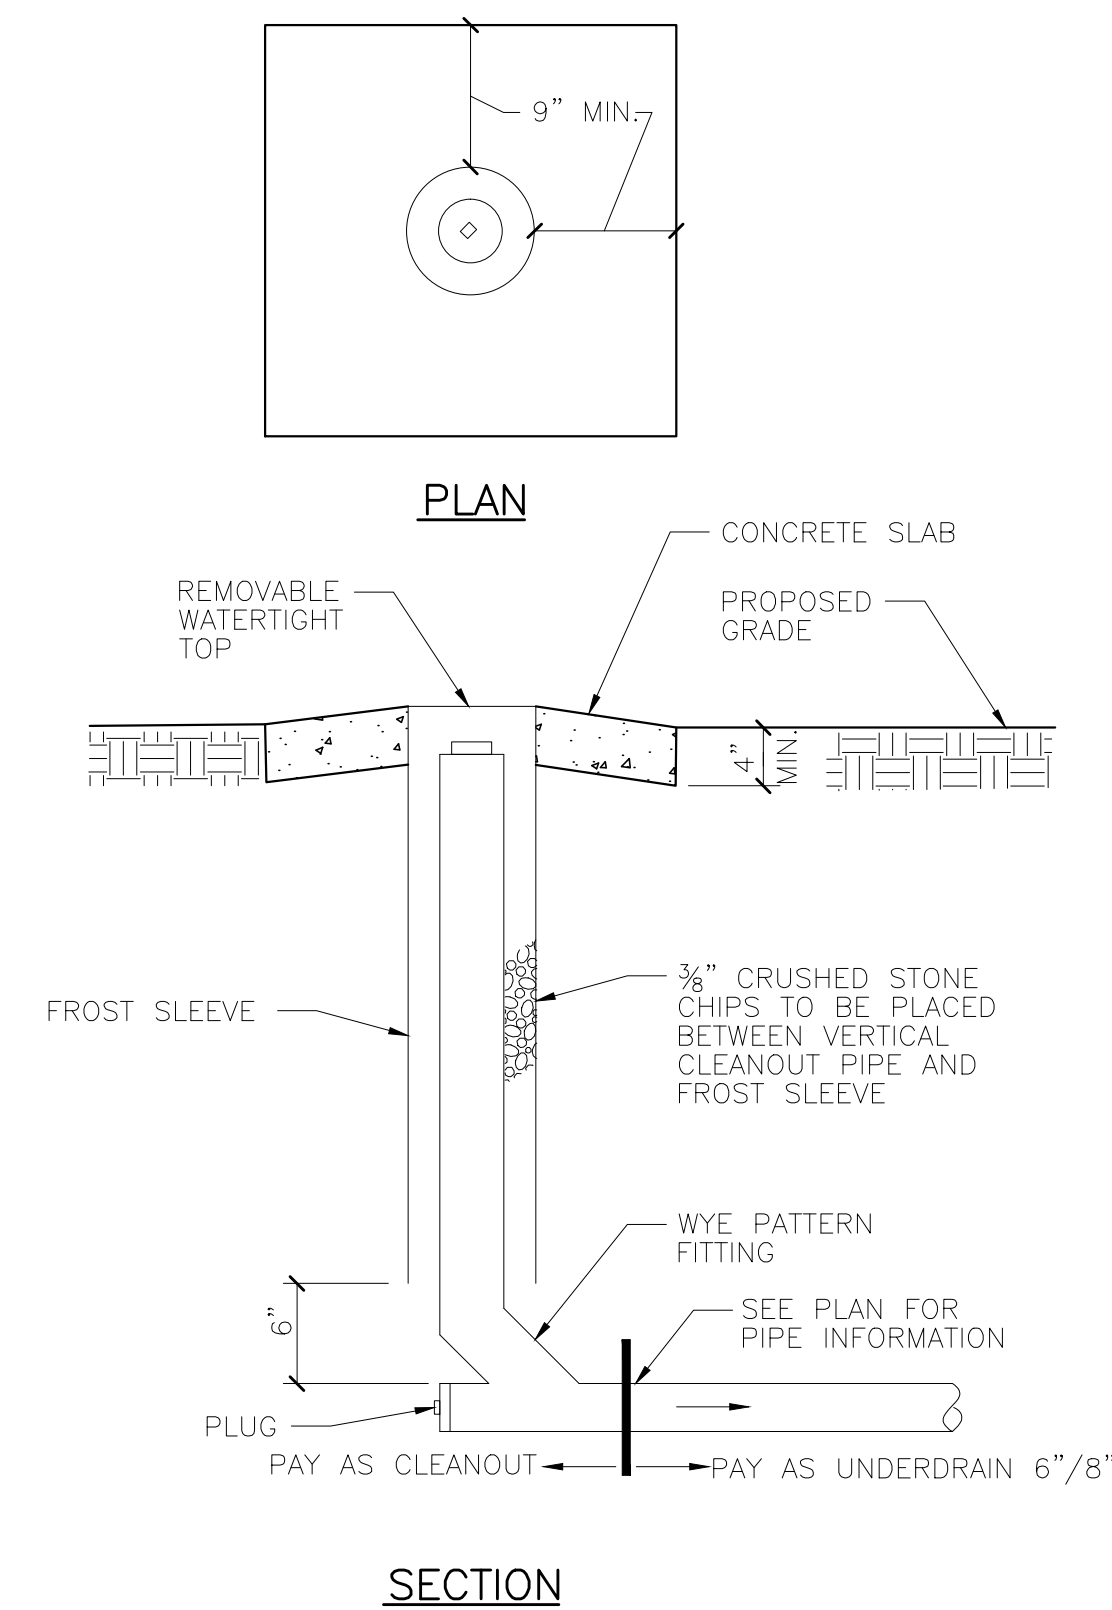 9” MIN.
PLAN
CONCRETE SLAB
REMOVABLE
WATERTIGHT
TOP
PROPOSED
GRADE
4”
MIN.
FROST SLEEVE
⅜” CRUSHED STONE
CHIPS TO BE PLACED
BETWEEN VERTICAL
CLEANOUT PIPE AND
FROST SLEEVE
WYE PATTERN
FITTING
6”
SEE PLAN FOR
PIPE INFORMATION
PLUG
PAY AS CLEANOUT
PAY AS UNDERDRAIN 6”/8”
SECTION